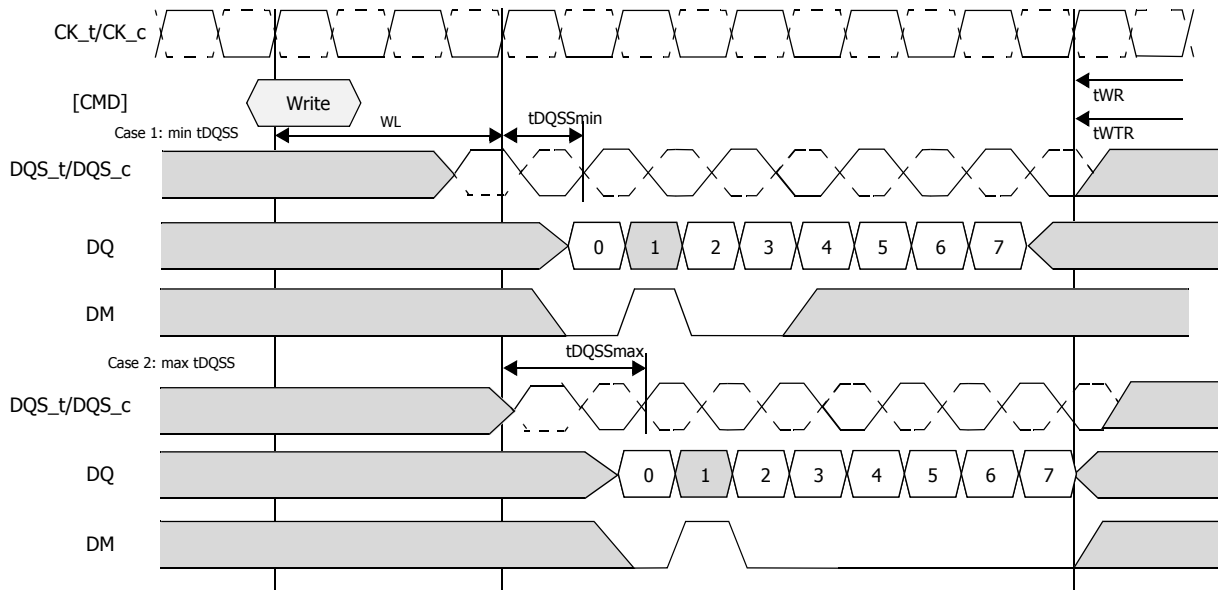 CK_t/CK_c
[CMD]
Write
tWR
Case 1: min tDQSS
WL
tDQSSmin
tWTR
DQS_t/DQS_c
DQ
0 1 2 3 4 5 6 7
DM
Case 2: max tDQSS
tDQSSmax
DQS_t/DQS_c
DQ
0 1 2 3 4 5 6 7
DM